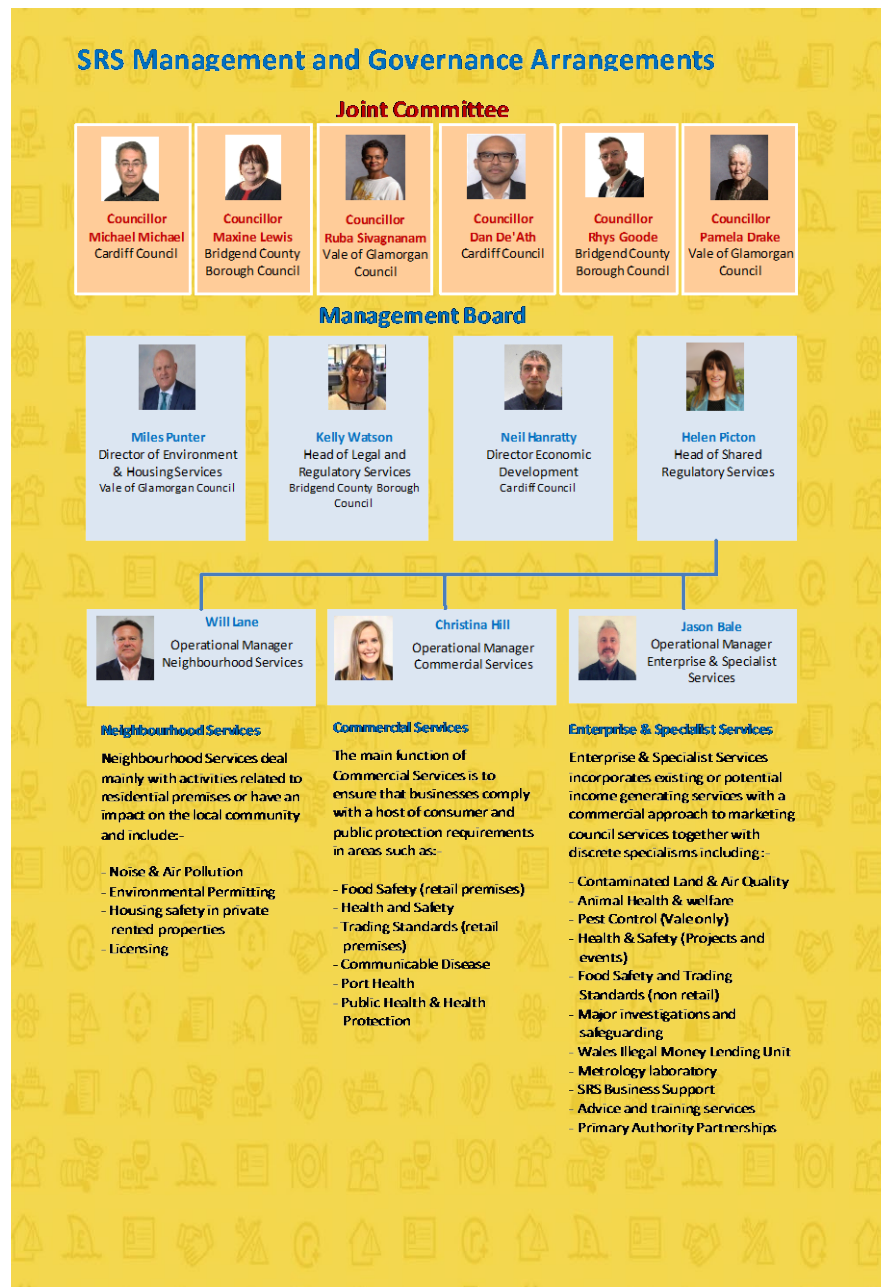 SRS Management and Governance Arrangements
Joint Committee
Councillor
Michael Michael
Cardiff Council
Councillor
Maxine Lewis
Bridgend County
Borough Council
Councillor
Ruba Sivagnanam
Vale of Glamorgan
Council
Councillor
Dan De'Ath
Cardiff Council
Councillor
Rhys Goode
Bridgend County
Borough Council
Councillor
Pamela Drake
Vale of Glamorgan
Council
Management Board
Miles Punter
Director of Environment
& Housing Services
Vale of Glamorgan Council
Kelly Watson
Head of Legal and
Regulatory Services
Bridgend County Borough
Council
Neil Hanratty
Director Economic
Development
Cardiff Council
Helen Picton
Head of Shared
Regulatory Services
Will Lane
Operational Manager
Neighbourhood Services
Christina Hill
Operational Manager
Commercial Services
Jason Bale
Operational Manager
Enterprise & Specialist
Services
Neighbourhood Services
Neighbourhood Services deal
mainly with activities related to
residential premises or have an
impact on the local community
and include:-
- Noise & Air Pollution
- Environmental Permitting
- Housing safety in private
rented properties
- Licensing
Commercial Services
The main function of
Commercial Services is to
ensure that businesses comply
with a host of consumer and
public protection requirements
in areas such as:-
- Food Safety (retail premises)
- Health and Safety
- Trading Standards (retail
premises)
- Communicable Disease
- Port Health
- Public Health & Health
Protection
Enterprise & Specialist Services
Enterprise & Specialist Services
incorporates existing or potential
income generating services with a
commercial approach to marketing
council services together with
discrete specialisms including:-
- Contaminated Land & Air Quality
- Animal Health & welfare
- Pest Control (Vale only)
- Health & Safety (Projects and
events)
- Food Safety and Trading
Standards (non retail)
- Major investigations and
safeguarding
- Wales Illegal Money Lending Unit
- Metrology laboratory
- SRS Business Support
- Advice and training services
- Primary Authority Partnerships